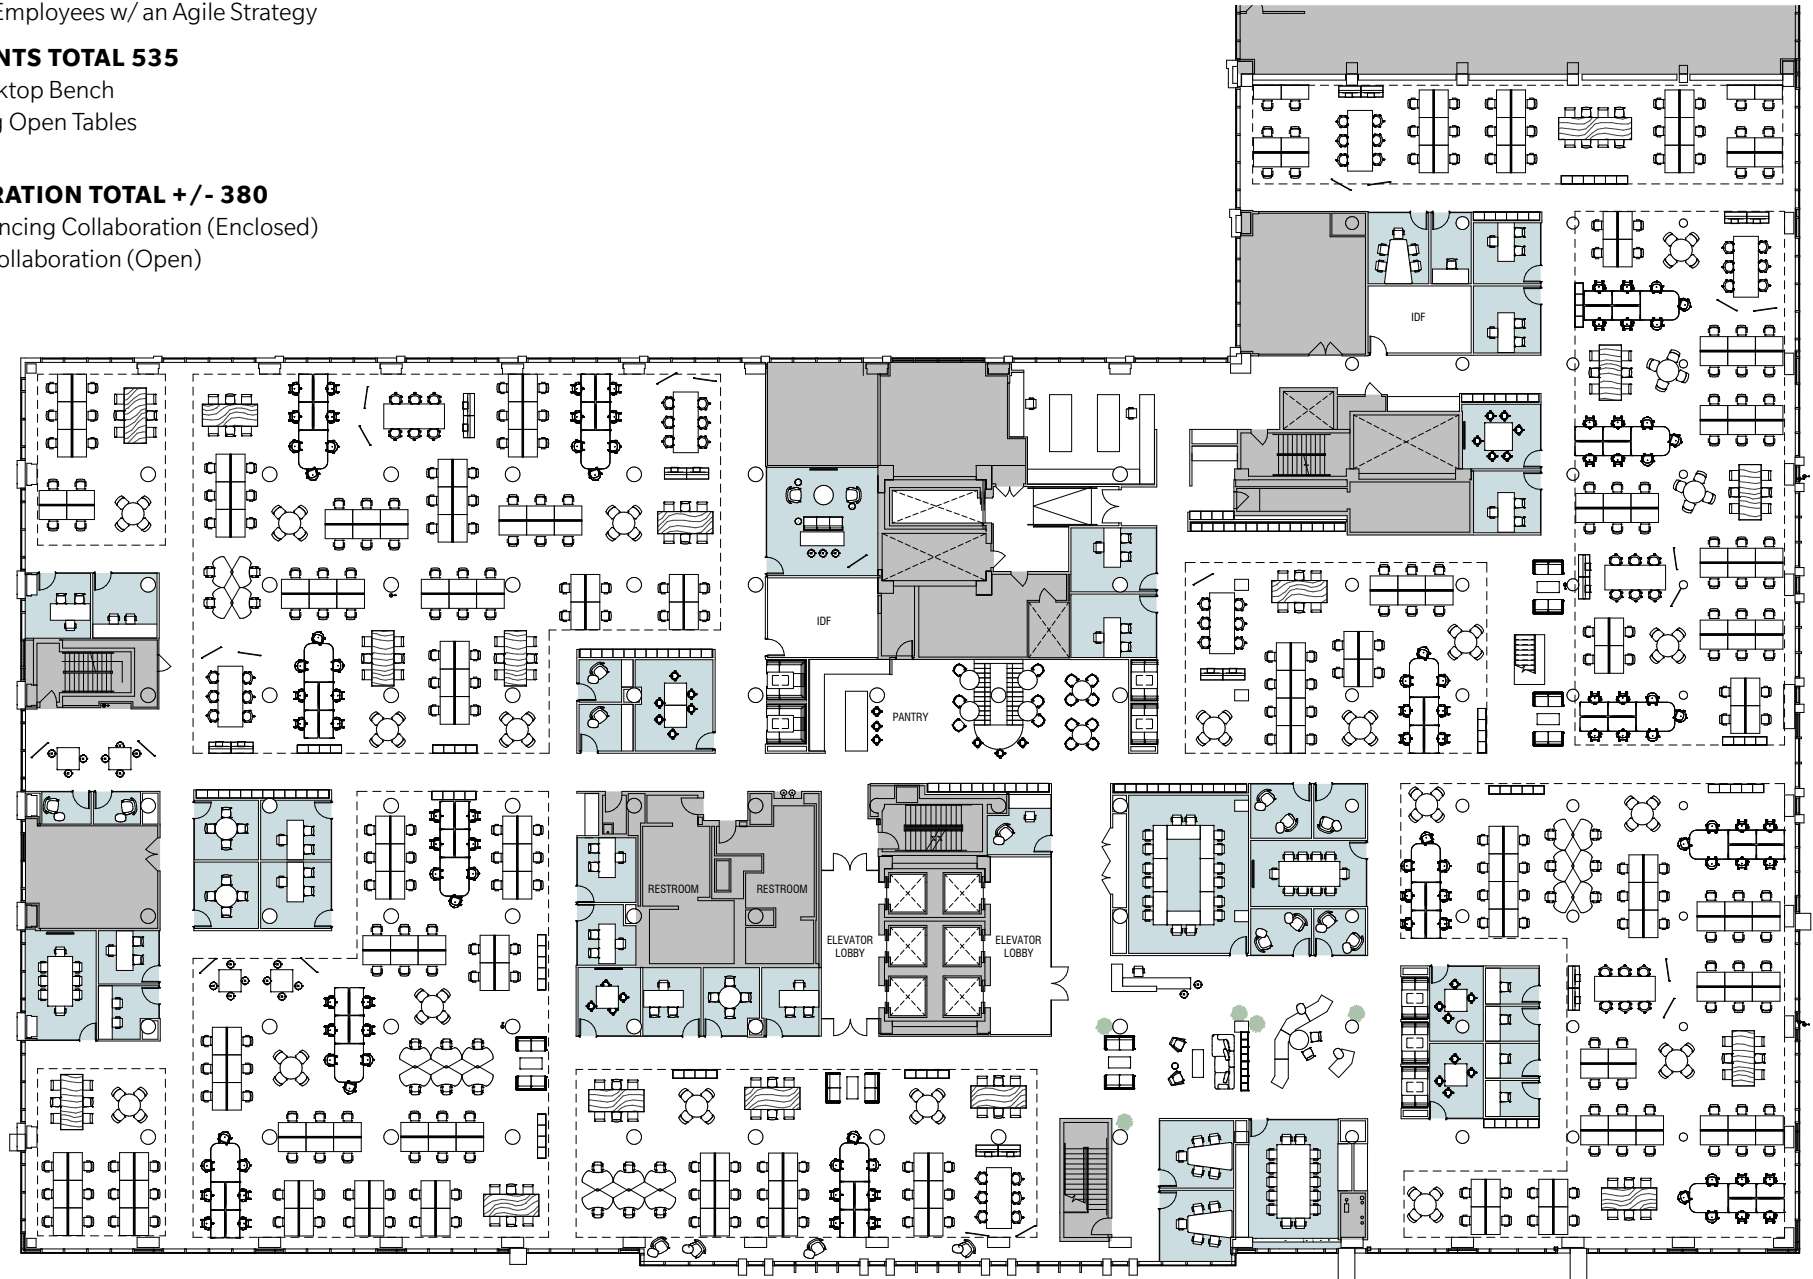 Employees w/ an Agile Strategy
NTS TOTAL 535
ktop Bench
g Open Tables
RATION TOTAL +/- 380
ncing Collaboration (Enclosed)
ollaboration (Open)
IDF
IDF
PANTRY
RESTROOM
RESTROOM
ELEVATOR
LOBBY
ELEVATOR
LOBBY